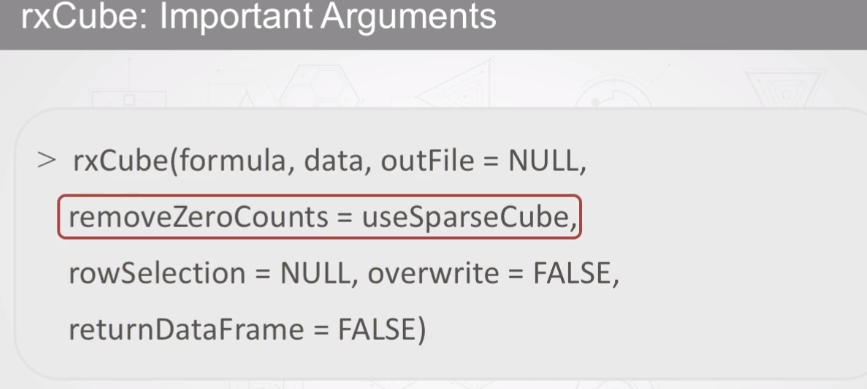 rxCube: Important Arguments
> rxCube(formula, data, outFile = NULL,
removeZeroCounts = useSparseCube,
rowSelection = NULL, overwrite = FALSE,
returnDataFrame = FALSE)